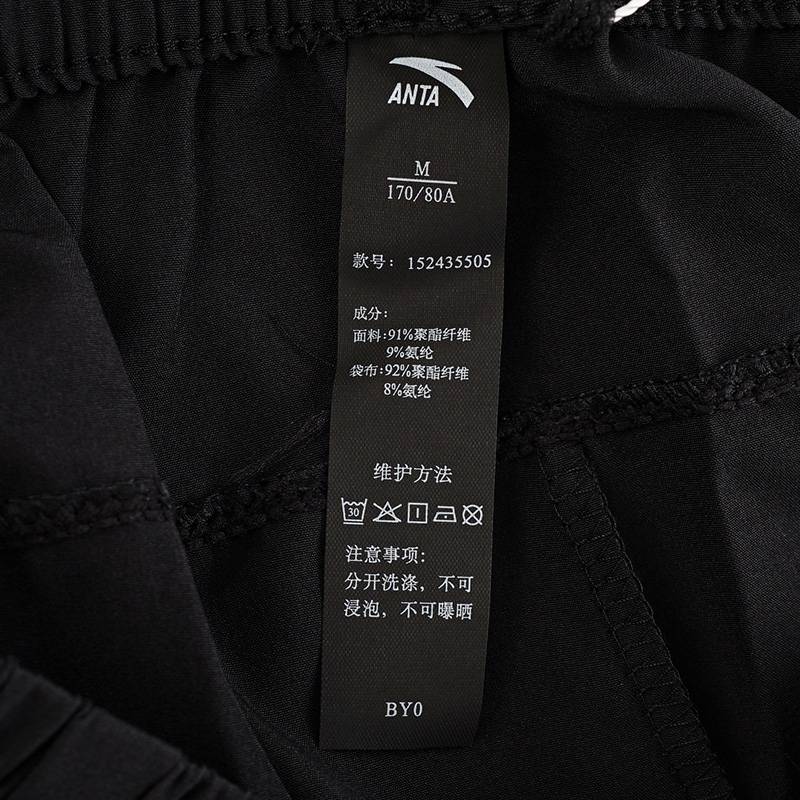 ANTA
M
170/80A
款号：152435505
成分：
面料:91%聚酯纤维
9%氨纶
袋布:92%聚酯纤维
8%氨纶
维护方法
30
注意事项：
分开洗涤，不可
浸泡，不可曝晒
BY0